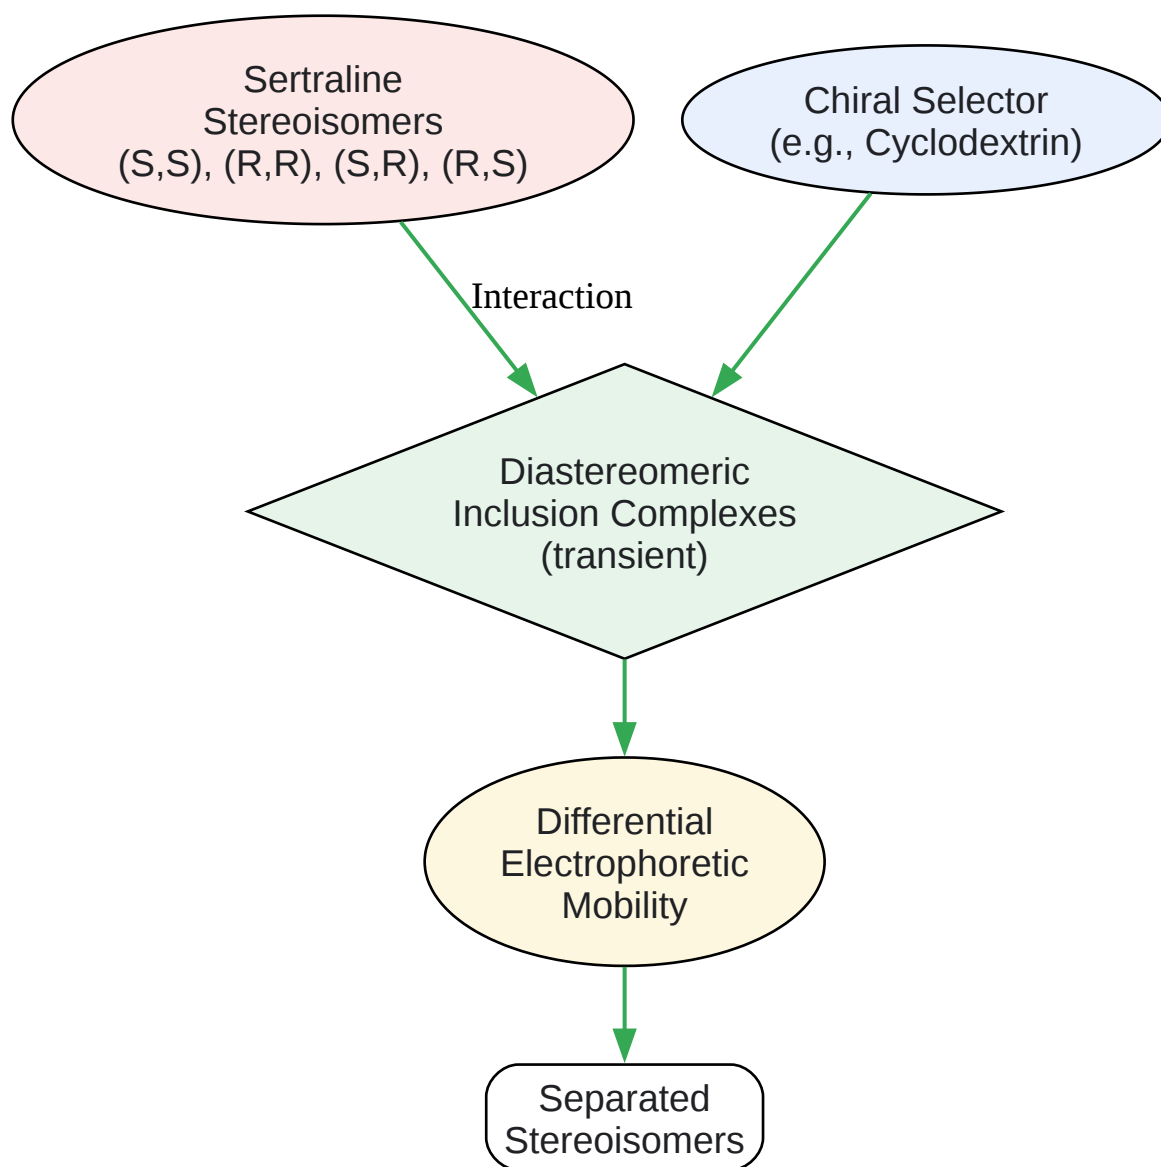 Sertraline
Stereoisomers
(S,S), (R,R), (S,R), (R,S)
Chiral Selector
(e.g., Cyclodextrin)
Interaction
Diastereomeric
Inclusion Complexes
(transient)
Differential
Electrophoretic
Mobility
Separated
Stereoisomers